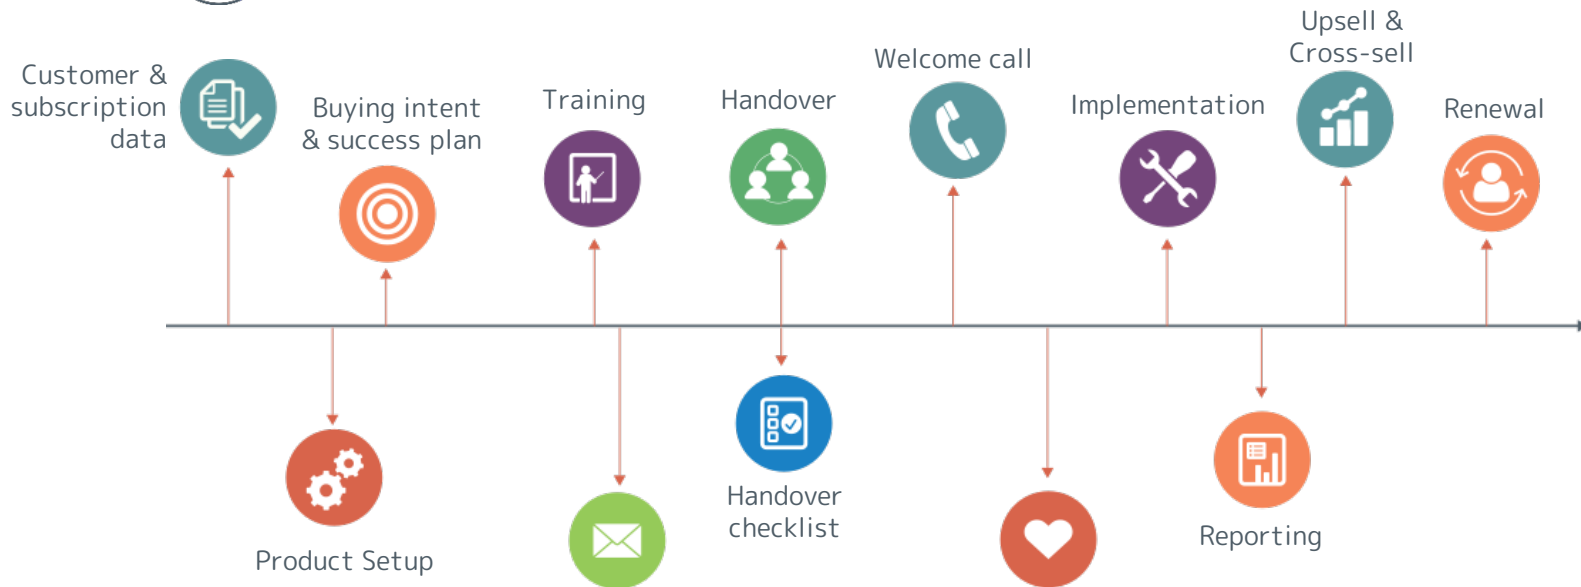 Customer &
subscription
data
Buying intent
& success plan
Training
Handover
Welcome call
Implementation
Upsell &
Cross-sell
Renewal
Product Setup
Handover
checklist
Reporting